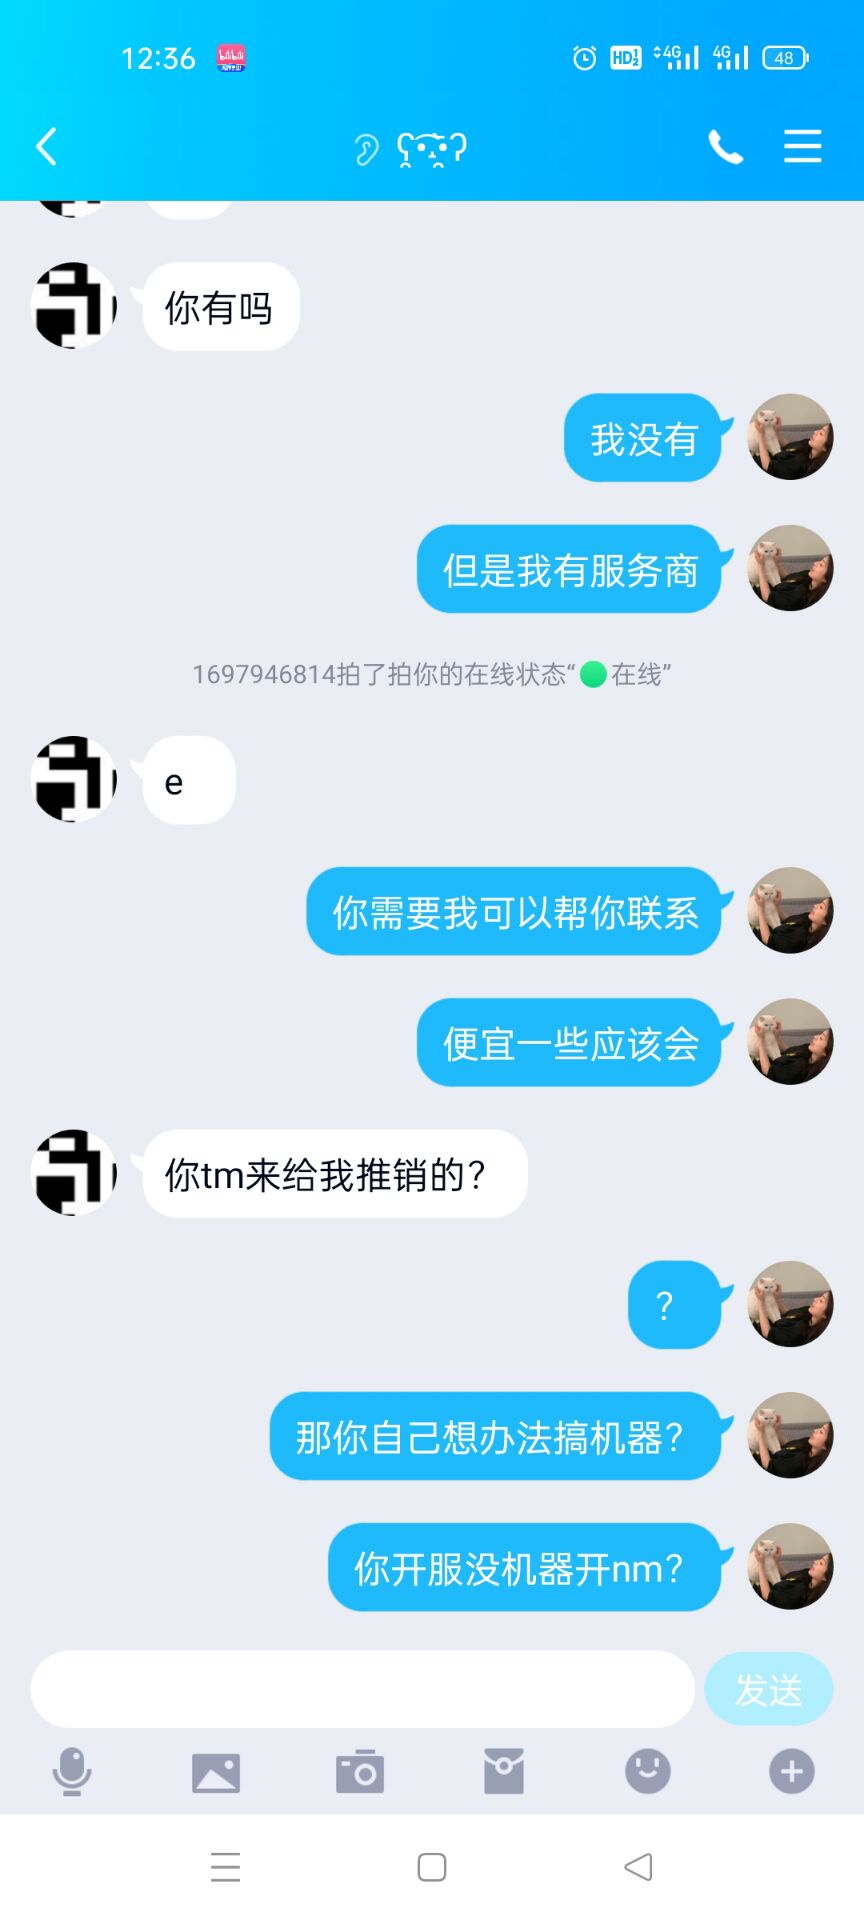 12:36
bilibili
HD
4G
4G
48
ʕ•̫͡•ʔ
你有吗
我没有
但是我有服务商
1697946814拍了拍你的在线状态“在线”
e
你需要我可以帮你联系
便宜一些应该会
你tm来给我推销的？
？
那你自己想办法搞机器？
你开服没机器开nm？
发送